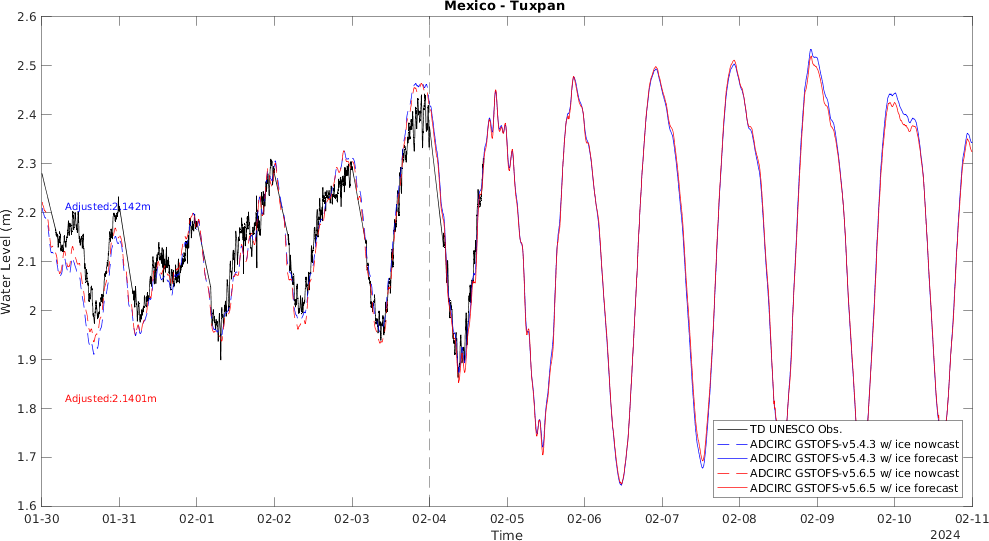 Mexico - Tuxpan
2.6
2.5
2.4
2.3
2.2
2.1
2
1.9
1.8
1.7
1.6
Water Level (m)
Adjusted:2.142m
Adjusted:2.1401m
TD UNESCO Obs.
ADCIRC GSTOFS-v5.4.3 w/ ice nowcast
ADCIRC GSTOFS-v5.4.3 w/ ice forecast
ADCIRC GSTOFS-v5.6.5 w/ ice nowcast
ADCIRC GSTOFS-v5.6.5 w/ ice forecast
01-30 01-31 02-01 02-02 02-03 02-04 02-05 02-06 02-07 02-08 02-09 02-10 02-11
Time
2024